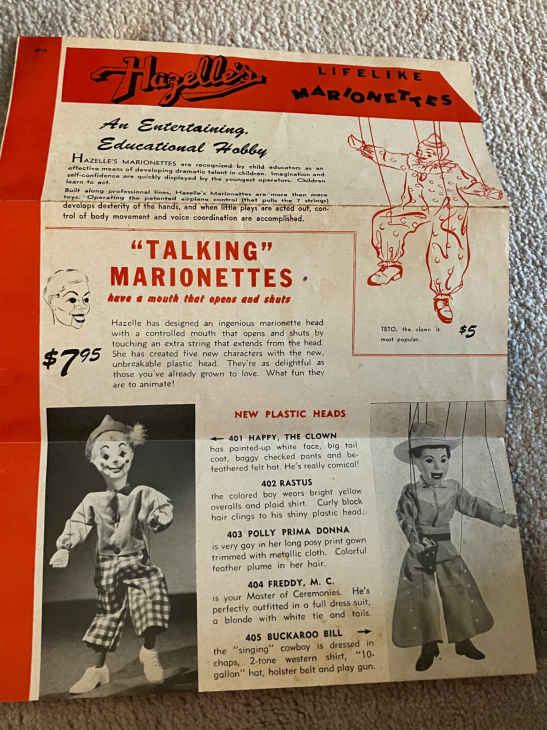 Hazelle's
LIFELIKE
MARIONETTES
An Entertaining,
Educational Hobby
HAZELLE'S MARIONETTES are recognized by child educators as an
effective means of developing dramatic talent in children. Imagination and
self-confidence are quickly displayed by the youngest operators. Children
learn to act.
Built along professional lines, Hazelle's Marionettes are more than mere
toys. Operating the patented airplane control (that pulls the 7 strings)
develops dexterity of the hands, and when little plays are acted out, con-
trol of body movement and voice coordination are accomplished.
TETO, the clown is
most popular.
$5
"TALKING"
MARIONETTES
have a mouth that opens and shuts
$7.95
Hazelle has designed an ingenious marionette head
with a controlled mouth that opens and shuts by
touching an extra string that extends from the head.
She has created five new characters with the new,
unbreakable plastic head. They're as delightful as
those you've already grown to love. What fun they
are to animate!
NEW PLASTIC HEADS
← 401 HAPPY, THE CLOWN
has painted-up white face, big tail
coat, baggy checked pants and be-
feathered felt hat. He's really comical!
402 RASTUS
the colored boy wears bright yellow
overalls and plaid shirt. Curly black
hair clings to his shiny plastic head.
403 POLLY PRIMA DONNA
is very gay in her long posy print gown
trimmed with metallic cloth. Colorful
feather plume in her hair.
404 FREDDY, M. C.
is your Master of Ceremonies. He's
perfectly outfitted in a full dress suit,
a blonde with white tie and tails.
405 BUCKAROO BILL →
the "singing" cowboy is dressed in
chaps, 2-tone western shirt, "10-
gallon" hat, holster belt and play gun.